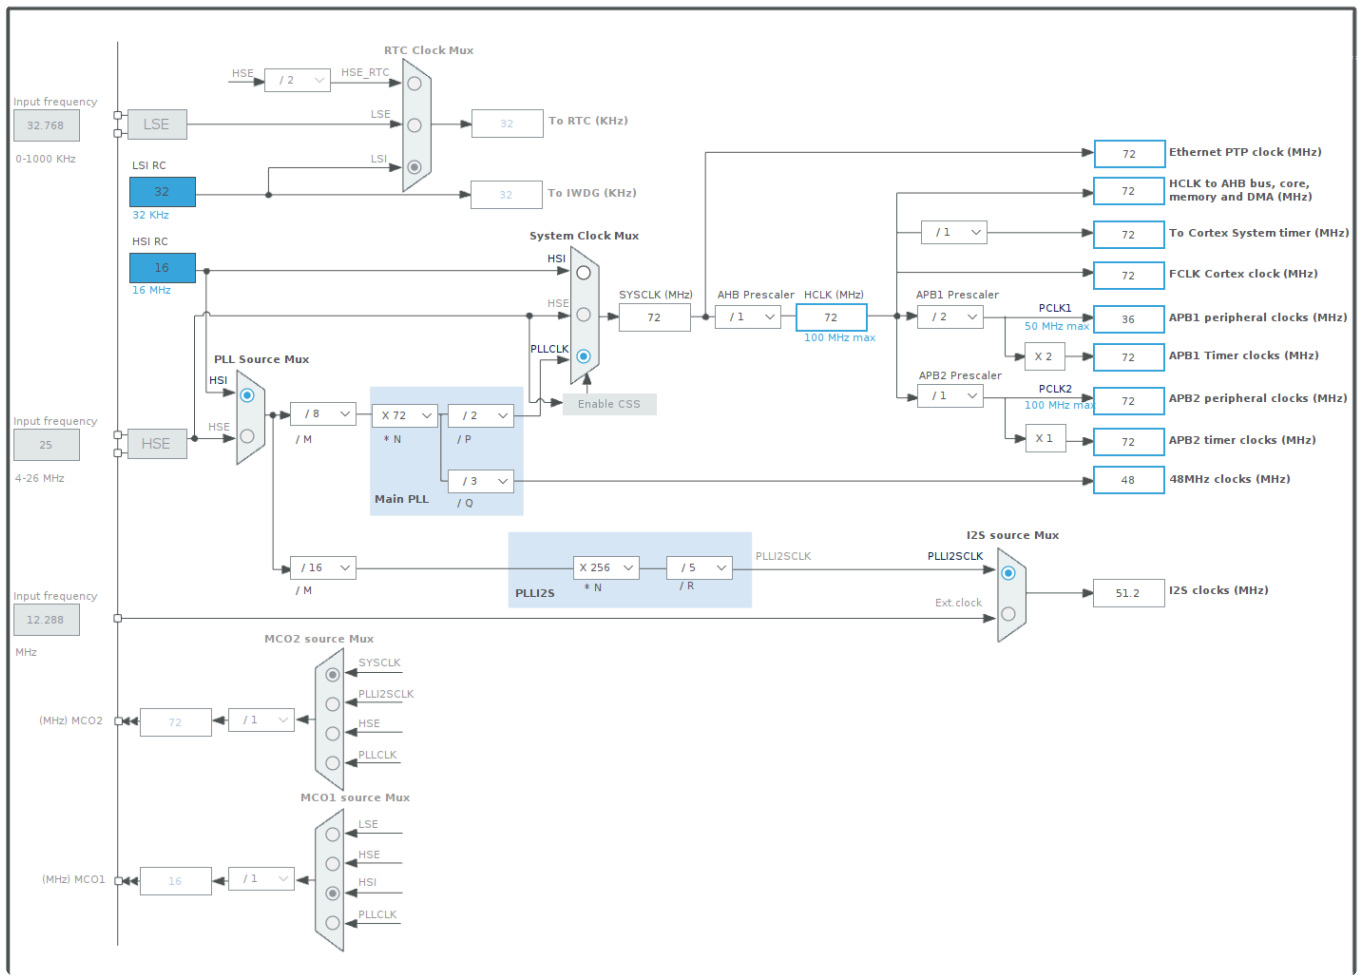 RTC Clock Mux
HSE
/ 2
HSE_RTC
Input frequency
32.768
0-1000 KHz
LSE
LSE
32
To RTC (KHz)
LSI RC
32
32 KHz
LSI
32
To IWDG (KHz)
Ethernet PTP clock (MHz)
72
HCLK to AHB bus, core,
memory and DMA (MHz)
72
/ 1
72
To Cortex System timer (MHz)
72
FCLK Cortex clock (MHz)
HSI RC
16
16 MHz
System Clock Mux
HSI
HSE
PLLCLK
Enable CSS
SYSCLK (MHz)
72
AHB Prescaler
/ 1
HCLK (MHz)
72
100 MHz max
APB1 Prescaler
/ 2
PCLK1
50 MHz max
36
APB1 peripheral clocks (MHz)
X 2
72
APB1 Timer clocks (MHz)
APB2 Prescaler
/ 1
PCLK2
100 MHz max
72
APB2 peripheral clocks (MHz)
X 1
72
APB2 timer clocks (MHz)
48
48MHz clocks (MHz)
PLL Source Mux
HSI
HSE
Input frequency
25
4-26 MHz
HSE
/ 8
/ M
X 72
* N
/ 2
/ P
/ 3
/ Q
Main PLL
/ 16
/ M
PLLI2S
X 256
* N
/ 5
/ R
PLLI2SCLK
I2S source Mux
PLLI2SCLK
Ext.clock
51.2
I2S clocks (MHz)
Input frequency
12.288
MHz
MCO2 source Mux
SYSCLK
PLLI2SCLK
HSE
PLLCLK
(MHz) MCO2
72
/ 1
MCO1 source Mux
LSE
HSE
HSI
PLLCLK
(MHz) MCO1
16
/ 1